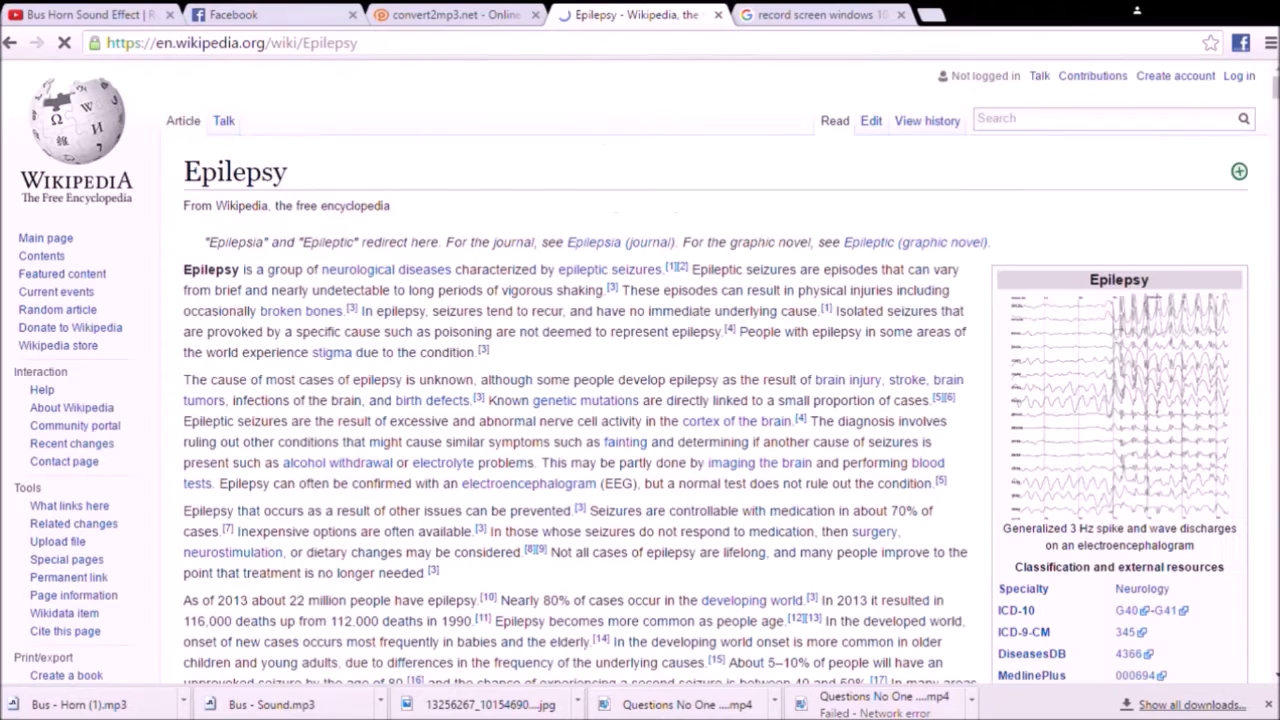 Bus Horn Sound Effect | R
Facebook
convert2mp3.net - Online
Epilepsy - Wikipedia, the
record screen windows 10
https://en.wikipedia.org/wiki/Epilepsy
Not logged in Talk Contributions Create account Log in
Article Talk
Read Edit View history
Search
WIKIPEDIA
The Free Encyclopedia
Main page
Contents
Featured content
Current events
Random article
Donate to Wikipedia
Wikipedia store
Interaction
Help
About Wikipedia
Community portal
Recent changes
Contact page
Tools
What links here
Related changes
Upload file
Special pages
Permanent link
Page information
Wikidata item
Cite this page
Print/export
Create a book
Epilepsy
From Wikipedia, the free encyclopedia
"Epilepsia" and "Epileptic" redirect here. For the journal, see Epilepsia (journal). For the graphic novel, see Epileptic (graphic novel).
Epilepsy is a group of neurological diseases characterized by epileptic seizures.[1][2] Epileptic seizures are episodes that can vary
from brief and nearly undetectable to long periods of vigorous shaking.[3] These episodes can result in physical injuries including
occasionally broken bones.[3] In epilepsy, seizures tend to recur, and have no immediate underlying cause.[1] Isolated seizures that
are provoked by a specific cause such as poisoning are not deemed to represent epilepsy.[4] People with epilepsy in some areas of
the world experience stigma due to the condition.[3]
The cause of most cases of epilepsy is unknown, although some people develop epilepsy as the result of brain injury, stroke, brain
tumors, infections of the brain, and birth defects.[3] Known genetic mutations are directly linked to a small proportion of cases.[5][6]
Epileptic seizures are the result of excessive and abnormal nerve cell activity in the cortex of the brain.[4] The diagnosis involves
ruling out other conditions that might cause similar symptoms such as fainting and determining if another cause of seizures is
present such as alcohol withdrawal or electrolyte problems. This may be partly done by imaging the brain and performing blood
tests. Epilepsy can often be confirmed with an electroencephalogram (EEG), but a normal test does not rule out the condition.[5]
Epilepsy that occurs as a result of other issues can be prevented.[3] Seizures are controllable with medication in about 70% of
cases.[7] Inexpensive options are often available.[3] In those whose seizures do not respond to medication, then surgery,
neurostimulation, or dietary changes may be considered.[8][9] Not all cases of epilepsy are lifelong, and many people improve to the
point that treatment is no longer needed.[3]
As of 2013 about 22 million people have epilepsy.[10] Nearly 80% of cases occur in the developing world.[3] In 2013 it resulted in
116,000 deaths up from 112,000 deaths in 1990.[11] Epilepsy becomes more common as people age.[12][13] In the developed world,
onset of new cases occurs most frequently in babies and the elderly.[14] In the developing world onset is more common in older
children and young adults, due to differences in the frequency of the underlying causes.[15] About 5–10% of people will have an
unprovoked seizure by the age of 80,[16] and the chance of experiencing a second seizure is between 40 and 50%.[17] In many areas
Epilepsy
Generalized 3 Hz spike and wave discharges
on an electroencephalogram
Classification and external resources
Specialty Neurology
ICD-10 G40-G41
ICD-9-CM 345
DiseasesDB 4366
MedlinePlus 000694
Bus - Horn (1).mp3
Bus - Sound.mp3
13256267_10154690....jpg
Questions No One ....mp4
Questions No One ....mp4
Failed - Network error
Show all downloads...